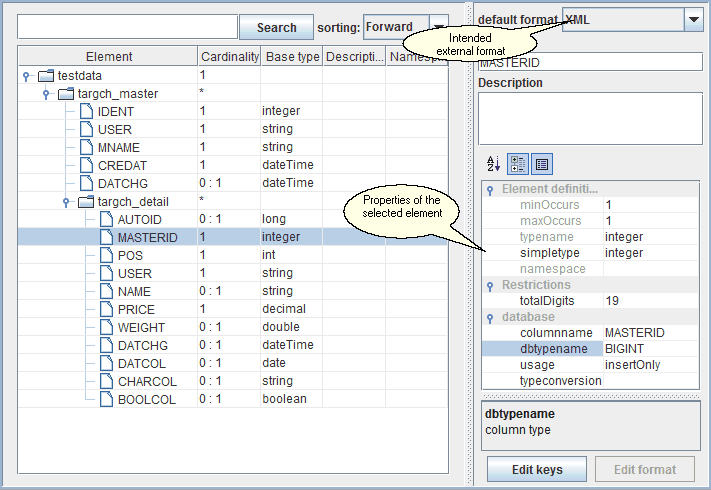 Search sorting: Forward
Element Cardinality Base type Descripti... Namesp
testdata 1
targch_master *
IDENT 1 integer
USER 1 string
MNAME 1 string
CREDAT 1 dateTime
DATCHG 0 : 1 dateTime
targch_detail *
AUTOID 0 : 1 long
MASTERID 1 integer
POS 1 int
USER 1 string
NAME 0 : 1 string
PRICE 1 decimal
WEIGHT 0 : 1 double
DATCHG 0 : 1 dateTime
DATCOL 0 : 1 date
CHARCOL 0 : 1 string
BOOLCOL 0 : 1 boolean
default format XML
Intended
external format
MASTERID
Description
Properties of the
selected element
Element definiti...
minOccurs 1
maxOccurs 1
typename integer
simpletype integer
namespace
Restrictions
totalDigits 19
database
columnname MASTERID
dbtypename BIGINT
usage insertOnly
typeconversion
dbtypename
column type
Edit keys Edit format